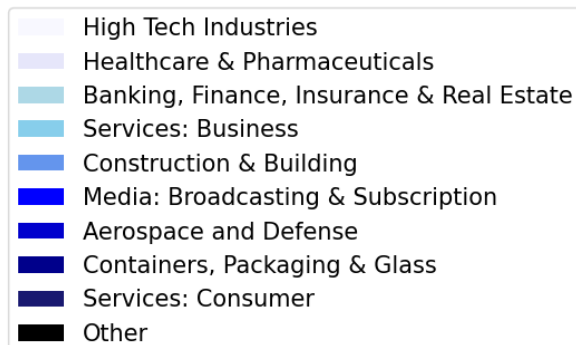 High Tech Industries
Healthcare & Pharmaceuticals
Banking, Finance, Insurance & Real Estate
Services: Business
Construction & Building
Media: Broadcasting & Subscription
Aerospace and Defense
Containers, Packaging & Glass
Services: Consumer
Other